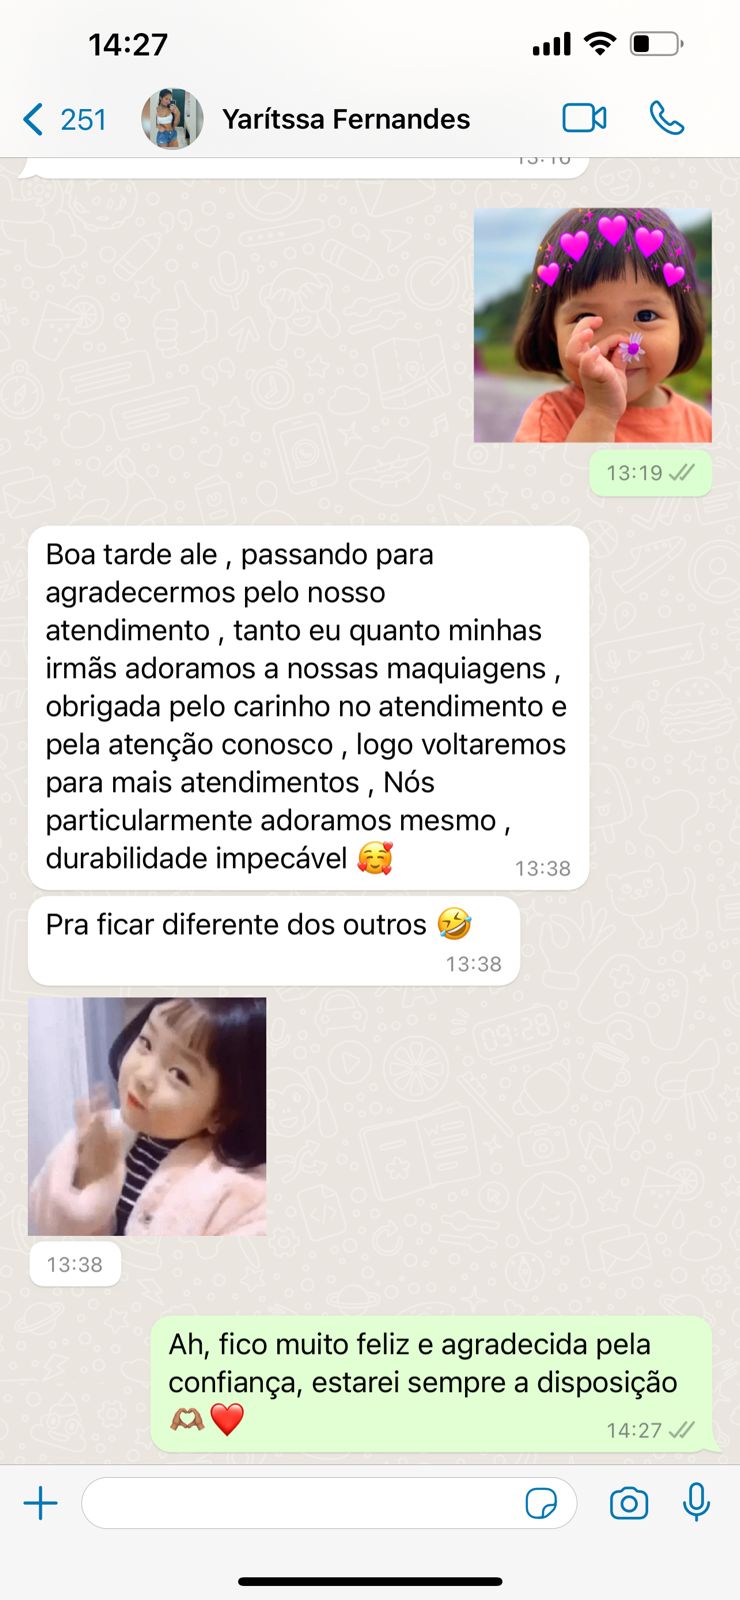 14:27
251
Yarítssa Fernandes
13:16
13:19
Boa tarde ale , passando para
agradecermos pelo nosso
atendimento , tanto eu quanto minhas
irmãs adoramos a nossas maquiagens ,
obrigada pelo carinho no atendimento e
pela atenção conosco , logo voltaremos
para mais atendimentos , Nós
particularmente adoramos mesmo ,
durabilidade impecável 🥰
13:38
Pra ficar diferente dos outros 🤣
13:38
13:38
Ah, fico muito feliz e agradecida pela
confiança, estarei sempre a disposição
🫶🏽❤️
14:27